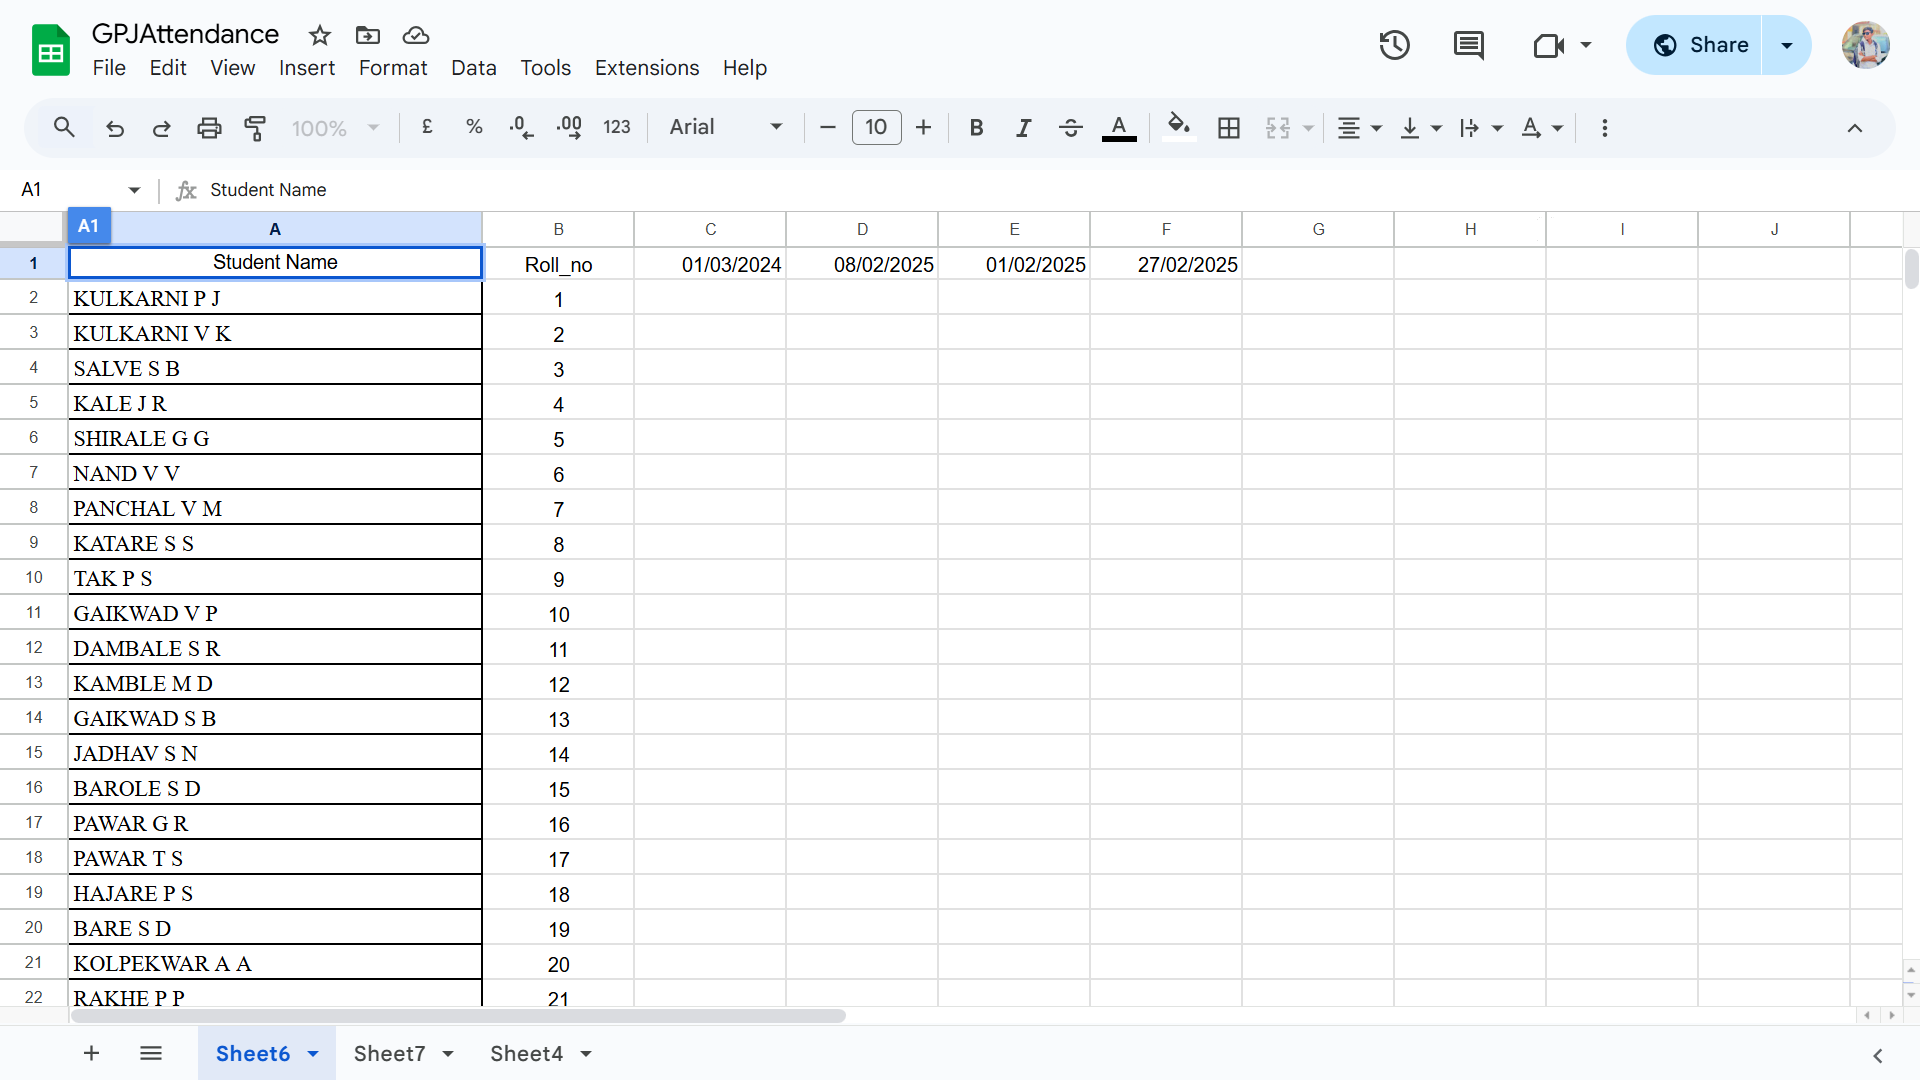 GPJAttendance
File Edit View Insert Format Data Tools Extensions Help
Share
100% £ % .0 .00 123 Arial 10 B I S A A
A1 fx Student Name
A1
A B C D E F G H I J
1 Student Name Roll_no 01/03/2024 08/02/2025 01/02/2025 27/02/2025
2 KULKARNI P J 1
3 KULKARNI V K 2
4 SALVE S B 3
5 KALE J R 4
6 SHIRALE G G 5
7 NAND V V 6
8 PANCHAL V M 7
9 KATARE S S 8
10 TAK P S 9
11 GAIKWAD V P 10
12 DAMBALE S R 11
13 KAMBLE M D 12
14 GAIKWAD S B 13
15 JADHAV S N 14
16 BAROLE S D 15
17 PAWAR G R 16
18 PAWAR T S 17
19 HAJARE P S 18
20 BARE S D 19
21 KOLPEKWAR A A 20
22 RAKHE P P 21
Sheet6 Sheet7 Sheet4